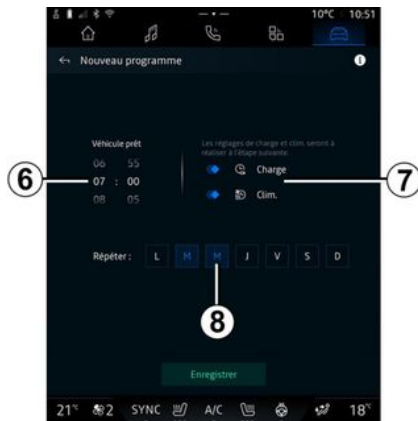 10°C 10:51
Nouveau programme
Véhicule prêt
Les réglages de charge et clim. seront à
réaliser à l'étape suivante.
06 55
07 : 00
08 05
Charge
Clim.
6
7
Répéter : L M M J V S D
8
Enregistrer
21°C 2 SYNC A/C 18°C